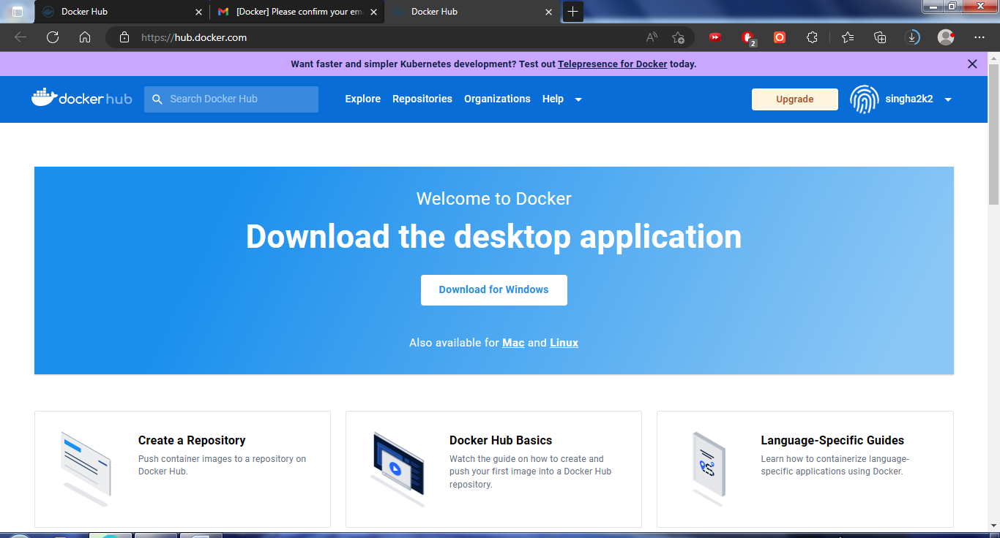 Docker Hub
[Docker] Please confirm your em
Docker Hub
https://hub.docker.com
2
Want faster and simpler Kubernetes development? Test out Telepresence for Docker today.
docker hub
Search Docker Hub
Explore
Repositories
Organizations
Help
Upgrade
singha2k2
Welcome to Docker
Download the desktop application
Download for Windows
Also available for Mac and Linux
Create a Repository
Push container images to a repository on
Docker Hub.
Docker Hub Basics
Watch the guide on how to create and
push your first image into a Docker Hub
repository.
Language-Specific Guides
Learn how to containerize language-
specific applications using Docker.